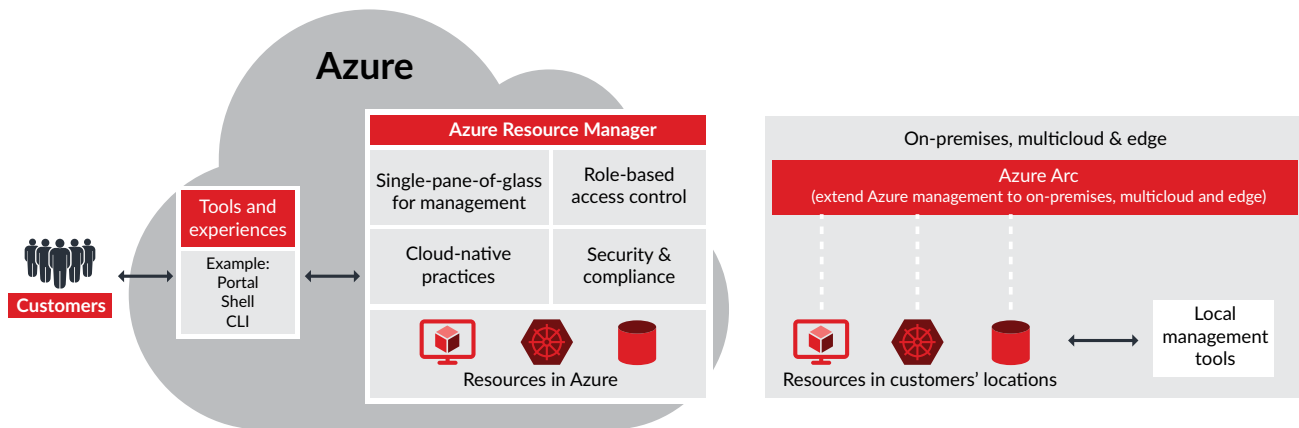 Azure
Customers
Tools and
experiences
Example:
Portal
Shell
CLI
Azure Resource Manager
Single-pane-of-glass
for management
Role-based
access control
Cloud-native
practices
Security &
compliance
Resources in Azure
On-premises, multicloud & edge
Azure Arc
(extend Azure management to on-premises, multicloud and edge)
Resources in customers’ locations
Local
management
tools